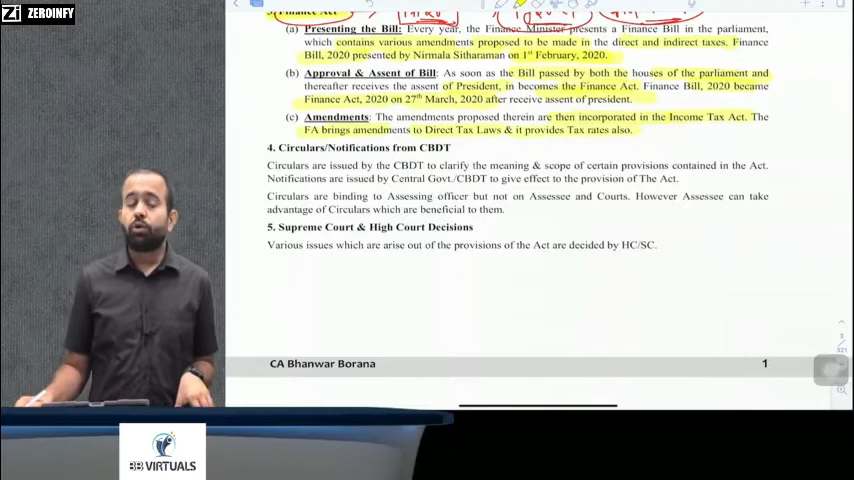 Zi ZEROINFY
3. Finance Act
(a) Presenting the Bill: Every year, the Finance Minister presents a Finance Bill in the parliament,
which contains various amendments proposed to be made in the direct and indirect taxes. Finance
Bill, 2020 presented by Nirmala Sitharaman on 1st February, 2020.
(b) Approval & Assent of Bill: As soon as the Bill passed by both the houses of the parliament and
thereafter receives the assent of President, in becomes the Finance Act. Finance Bill, 2020 became
Finance Act, 2020 on 27th March, 2020 after receive assent of president.
(c) Amendments: The amendments proposed therein are then incorporated in the Income Tax Act. The
FA brings amendments to Direct Tax Laws & it provides Tax rates also.
4. Circulars/Notifications from CBDT
Circulars are issued by the CBDT to clarify the meaning & scope of certain provisions contained in the Act.
Notifications are issued by Central Govt./CBDT to give effect to the provision of The Act.
Circulars are binding to Assessing officer but not on Assessee and Courts. However Assessee can take
advantage of Circulars which are beneficial to them.
5. Supreme Court & High Court Decisions
Various issues which are arise out of the provisions of the Act are decided by HC/SC.
3
321
CA Bhanwar Borana 1
BB VIRTUALS